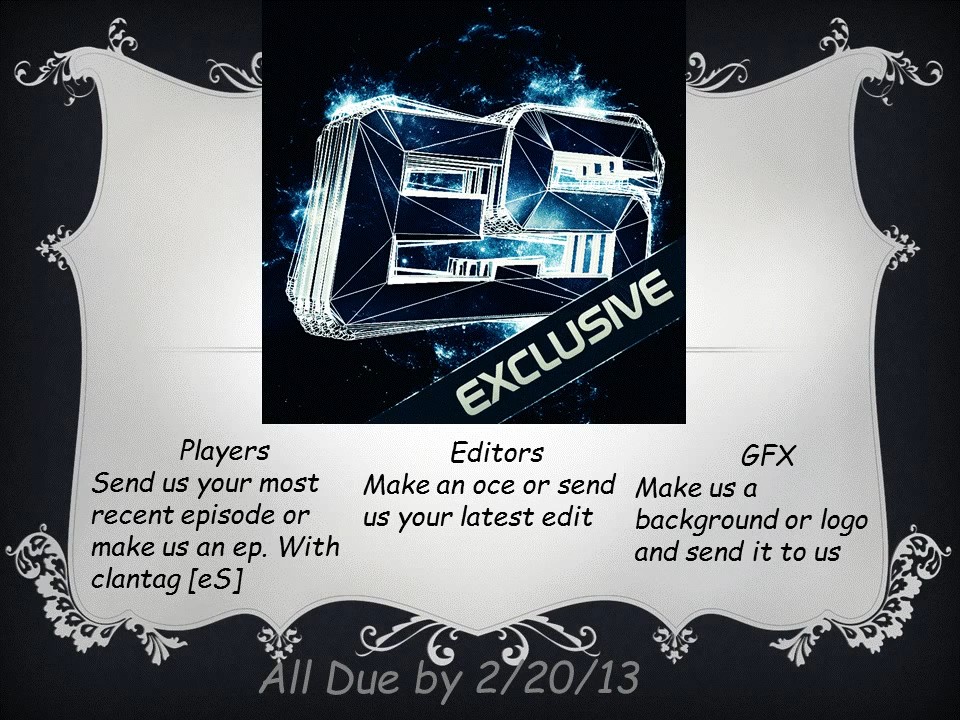 ES
EXCLUSIVE
Players
Send us your most
recent episode or
make us an ep. With
clantag [eS]
Editors
Make an oce or send
us your latest edit
GFX
Make us a
background or logo
and send it to us
All Due by 2/20/13